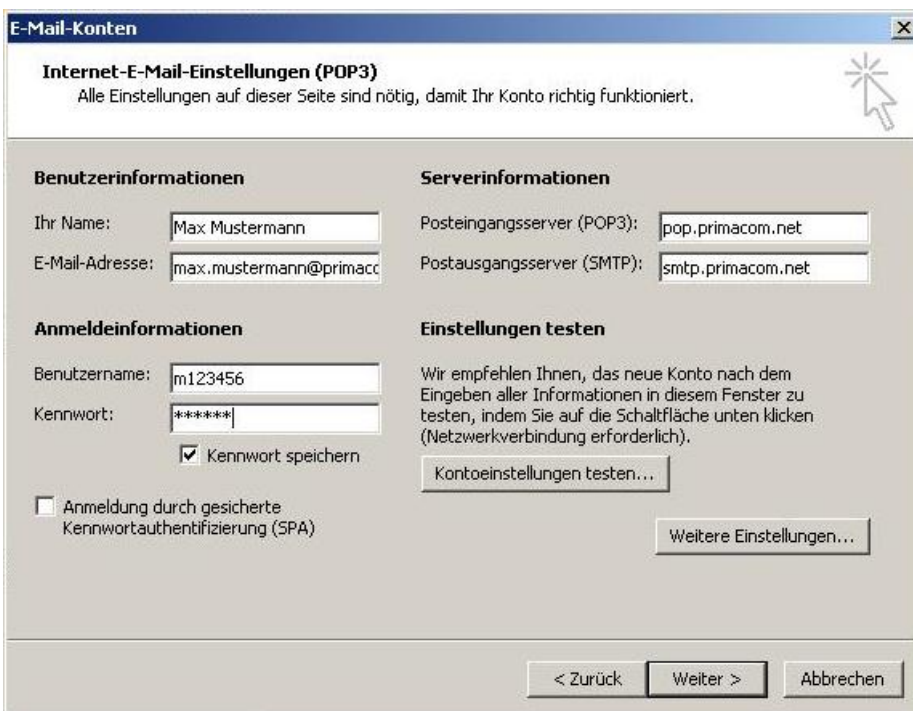 E-Mail-Konten
Internet-E-Mail-Einstellungen (POP3)
Alle Einstellungen auf dieser Seite sind nötig, damit Ihr Konto richtig funktioniert.
Benutzerinformationen
Ihr Name: Max Mustermann
E-Mail-Adresse: max.mustermann@primacc
Serverinformationen
Posteingangsserver (POP3): pop.primacom.net
Postausgangsserver (SMTP): smtp.primacom.net
Anmeldeinformationen
Benutzername: m123456
Kennwort: ******
Kennwort speichern
Anmeldung durch gesicherte
Kennwortauthentifizierung (SPA)
Einstellungen testen
Wir empfehlen Ihnen, das neue Konto nach dem
Eingeben aller Informationen in diesem Fenster zu
testen, indem Sie auf die Schaltfläche unten klicken
(Netzwerkverbindung erforderlich).
Kontoeinstellungen testen...
Weitere Einstellungen...
< Zurück
Weiter >
Abbrechen